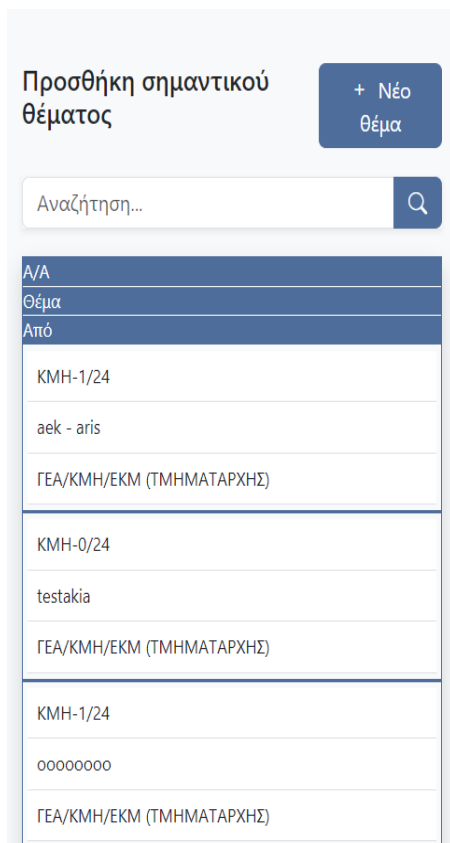 Προσθήκη σημαντικού
θέματος
+ Νέο
θέμα
Αναζήτηση...
Α/Α
Θέμα
Από
ΚΜΗ-1/24
aek - aris
ΓΕΑ/ΚΜΗ/ΕΚΜ (ΤΜΗΜΑΤΑΡΧΗΣ)
ΚΜΗ-0/24
testakia
ΓΕΑ/ΚΜΗ/ΕΚΜ (ΤΜΗΜΑΤΑΡΧΗΣ)
ΚΜΗ-1/24
οοοοοοοο
ΓΕΑ/ΚΜΗ/ΕΚΜ (ΤΜΗΜΑΤΑΡΧΗΣ)